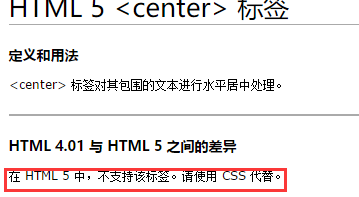 HTML 5 <center> 标签
定义和用法
<center> 标签对其包围的文本进行水平居中处理。
HTML 4.01 与 HTML 5 之间的差异
在 HTML 5 中，不支持该标签。请使用 CSS 代替。